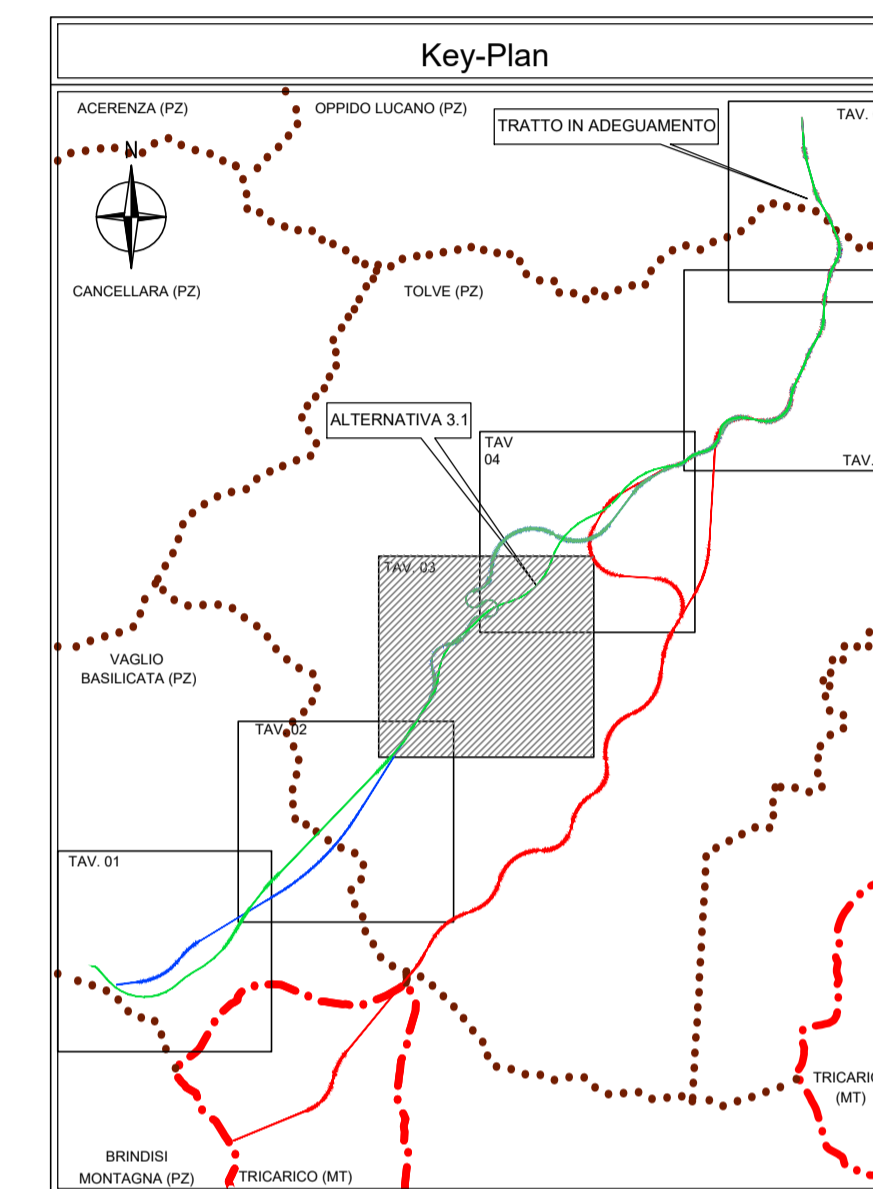 Key-Plan
ACERENZA (PZ)
OPPIDO LUCANO (PZ)
TRATTO IN ADEGUAMENTO
TAV.
N
CANCELLARA (PZ)
TOLVE (PZ)
ALTERNATIVA 3.1
TAV
04
TAV.
TAV. 03
VAGLIO
BASILICATA (PZ)
TAV. 02
TAV. 01
TRICARIC
(MT)
BRINDISI
MONTAGNA (PZ)
TRICARICO (MT)